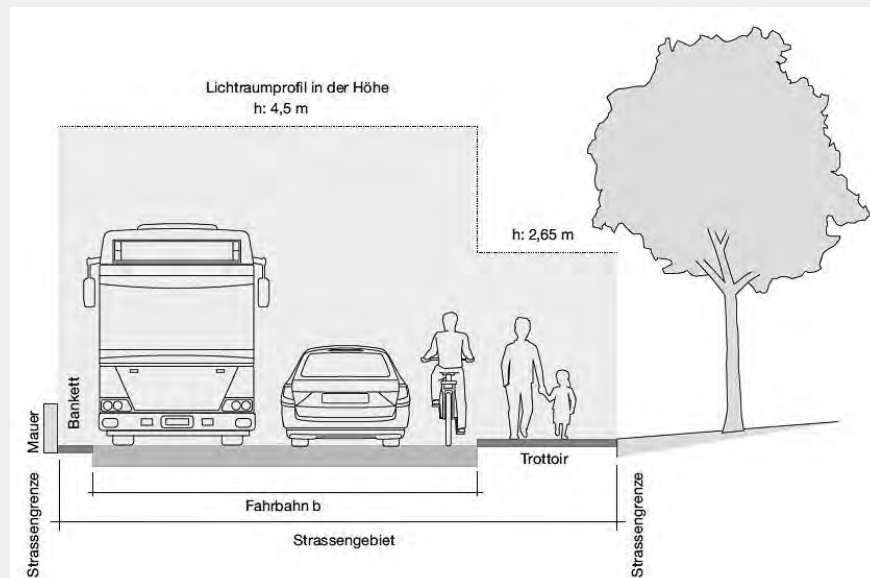 Lichtraumprofil in der Höhe
h: 4,5 m
h: 2,65 m
Bankett
Mauer
Trottoir
Fahrbahn b
Strassengebiet
Strassengrenze
Strassengrenze